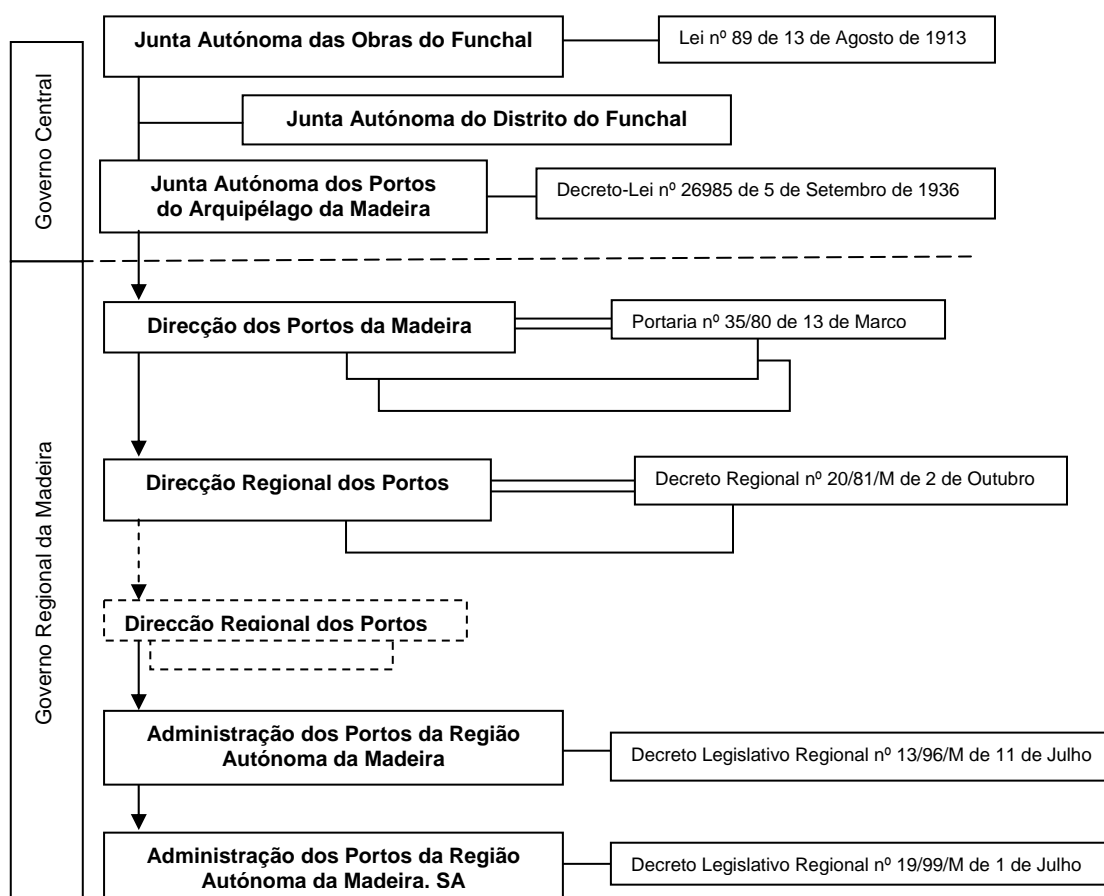 Junta Autónoma das Obras do Funchal
Lei nº 89 de 13 de Agosto de 1913
Governo Central
Junta Autónoma do Distrito do Funchal
Junta Autónoma dos Portos
do Arquipélago da Madeira
Decreto-Lei nº 26985 de 5 de Setembro de 1936
Governo Regional da Madeira
Direcção dos Portos da Madeira
Portaria nº 35/80 de 13 de Marco
Direcção Regional dos Portos
Decreto Regional nº 20/81/M de 2 de Outubro
Direcção Regional dos Portos
Administração dos Portos da Região
Autónoma da Madeira
Decreto Legislativo Regional nº 13/96/M de 11 de Julho
Administração dos Portos da Região
Autónoma da Madeira. SA
Decreto Legislativo Regional nº 19/99/M de 1 de Julho